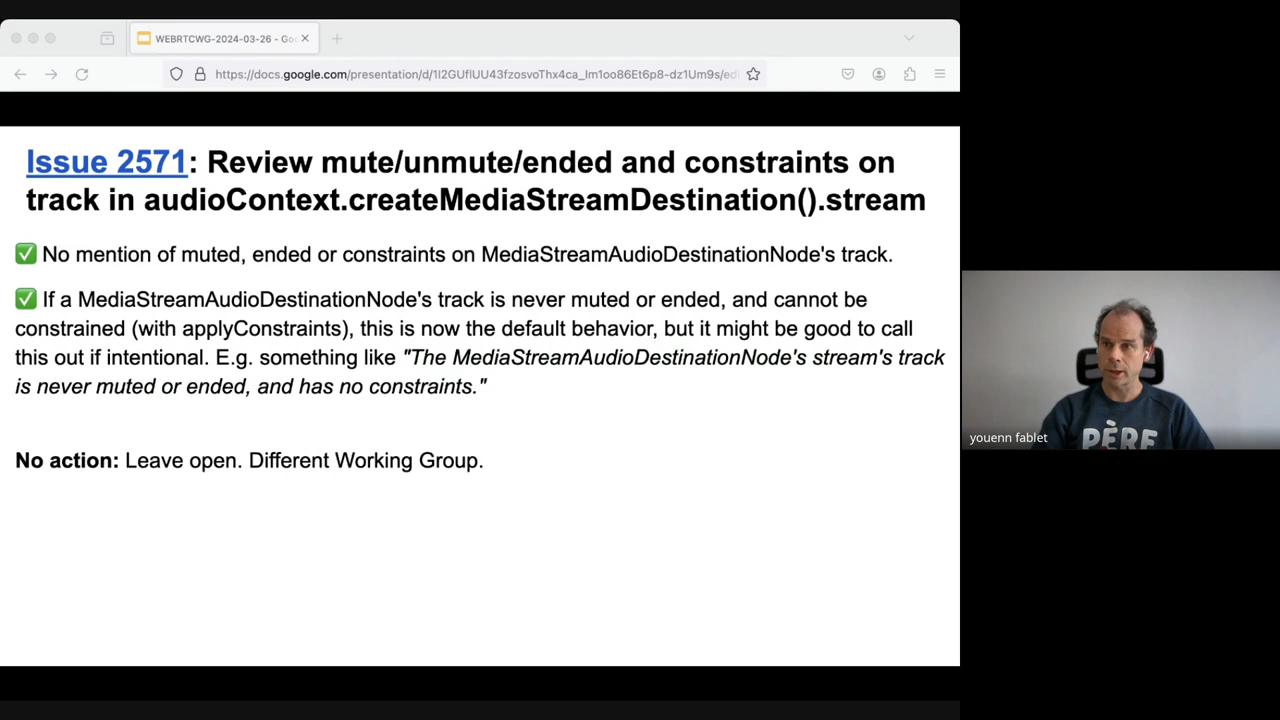 WEBRTCWG-2024-03-26 - Goo
https://docs.google.com/presentation/d/1I2GUfIUU43fzosvoThx4ca_Im1oo86Et6p8-dz1Um9s/edi
Issue 2571: Review mute/unmute/ended and constraints on
track in audioContext.createMediaStreamDestination().stream
✅ No mention of muted, ended or constraints on MediaStreamAudioDestinationNode's track.
✅ If a MediaStreamAudioDestinationNode's track is never muted or ended, and cannot be
constrained (with applyConstraints), this is now the default behavior, but it might be good to call
this out if intentional. E.g. something like "The MediaStreamAudioDestinationNode's stream's track
is never muted or ended, and has no constraints."
No action: Leave open. Different Working Group.
PÈRE
youenn fablet